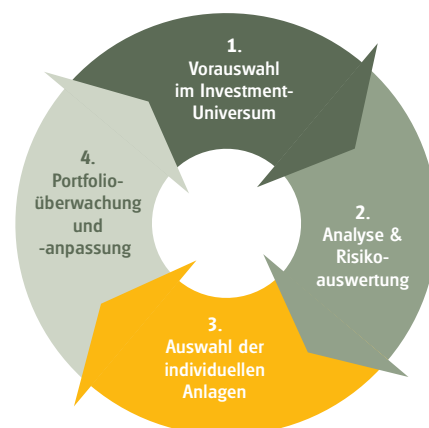 1.
Vorauswahl
im Investment-
Universum
2.
Analyse &
Risiko-
auswertung
3.
Auswahl der
individuellen
Anlagen
4.
Portfolio-
überwachung
und
-anpassung